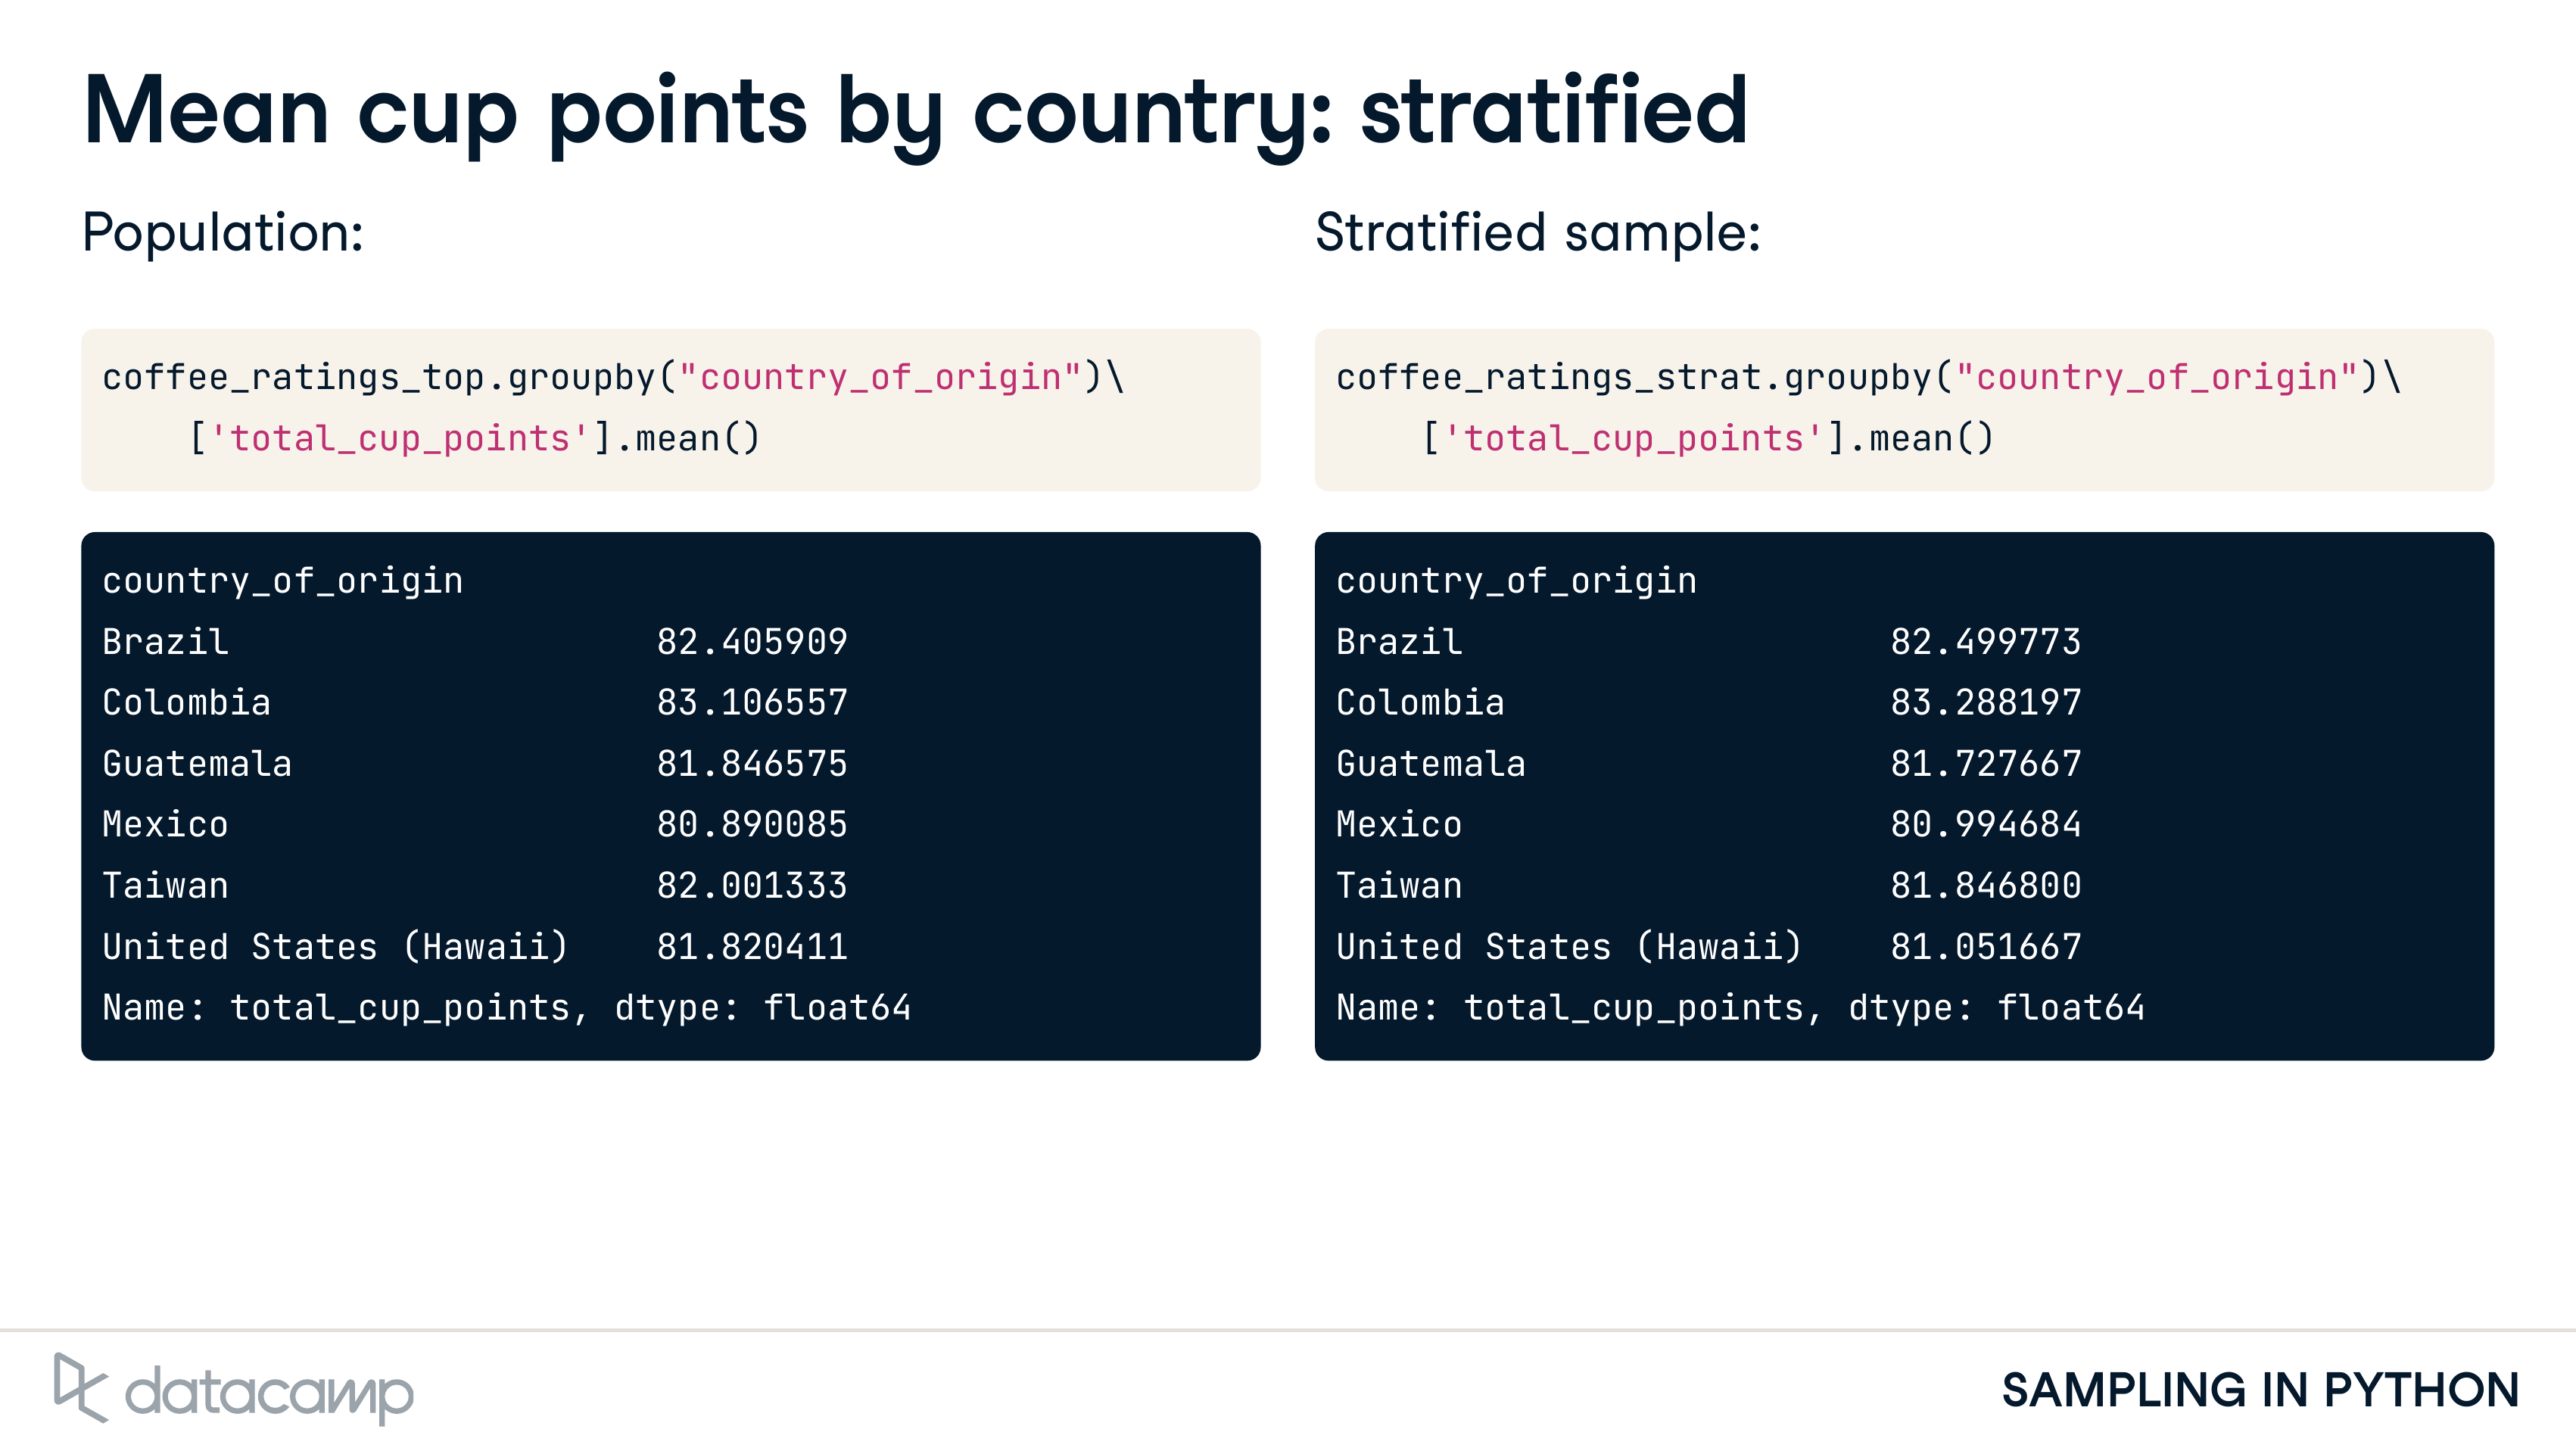 Mean cup points by country: stratified
Population:
coffee_ratings_top.groupby("country_of_origin")\
    ['total_cup_points'].mean()
country_of_origin
Brazil                    82.405909
Colombia                  83.106557
Guatemala                 81.846575
Mexico                    80.890085
Taiwan                    82.001333
United States (Hawaii)    81.820411
Name: total_cup_points, dtype: float64
Stratified sample:
coffee_ratings_strat.groupby("country_of_origin")\
    ['total_cup_points'].mean()
country_of_origin
Brazil                    82.499773
Colombia                  83.288197
Guatemala                 81.727667
Mexico                    80.994684
Taiwan                    81.846800
United States (Hawaii)    81.051667
Name: total_cup_points, dtype: float64
datacamp
SAMPLING IN PYTHON